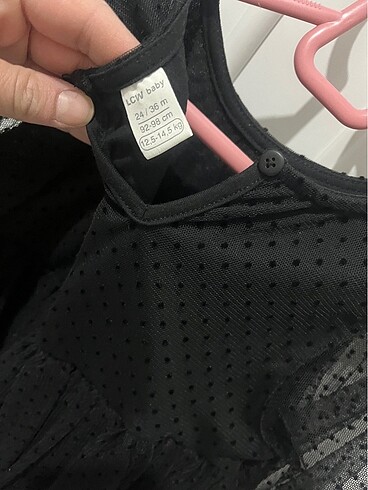 LCW baby
24 / 36 m
92-98 cm
12,5-14,5 kg